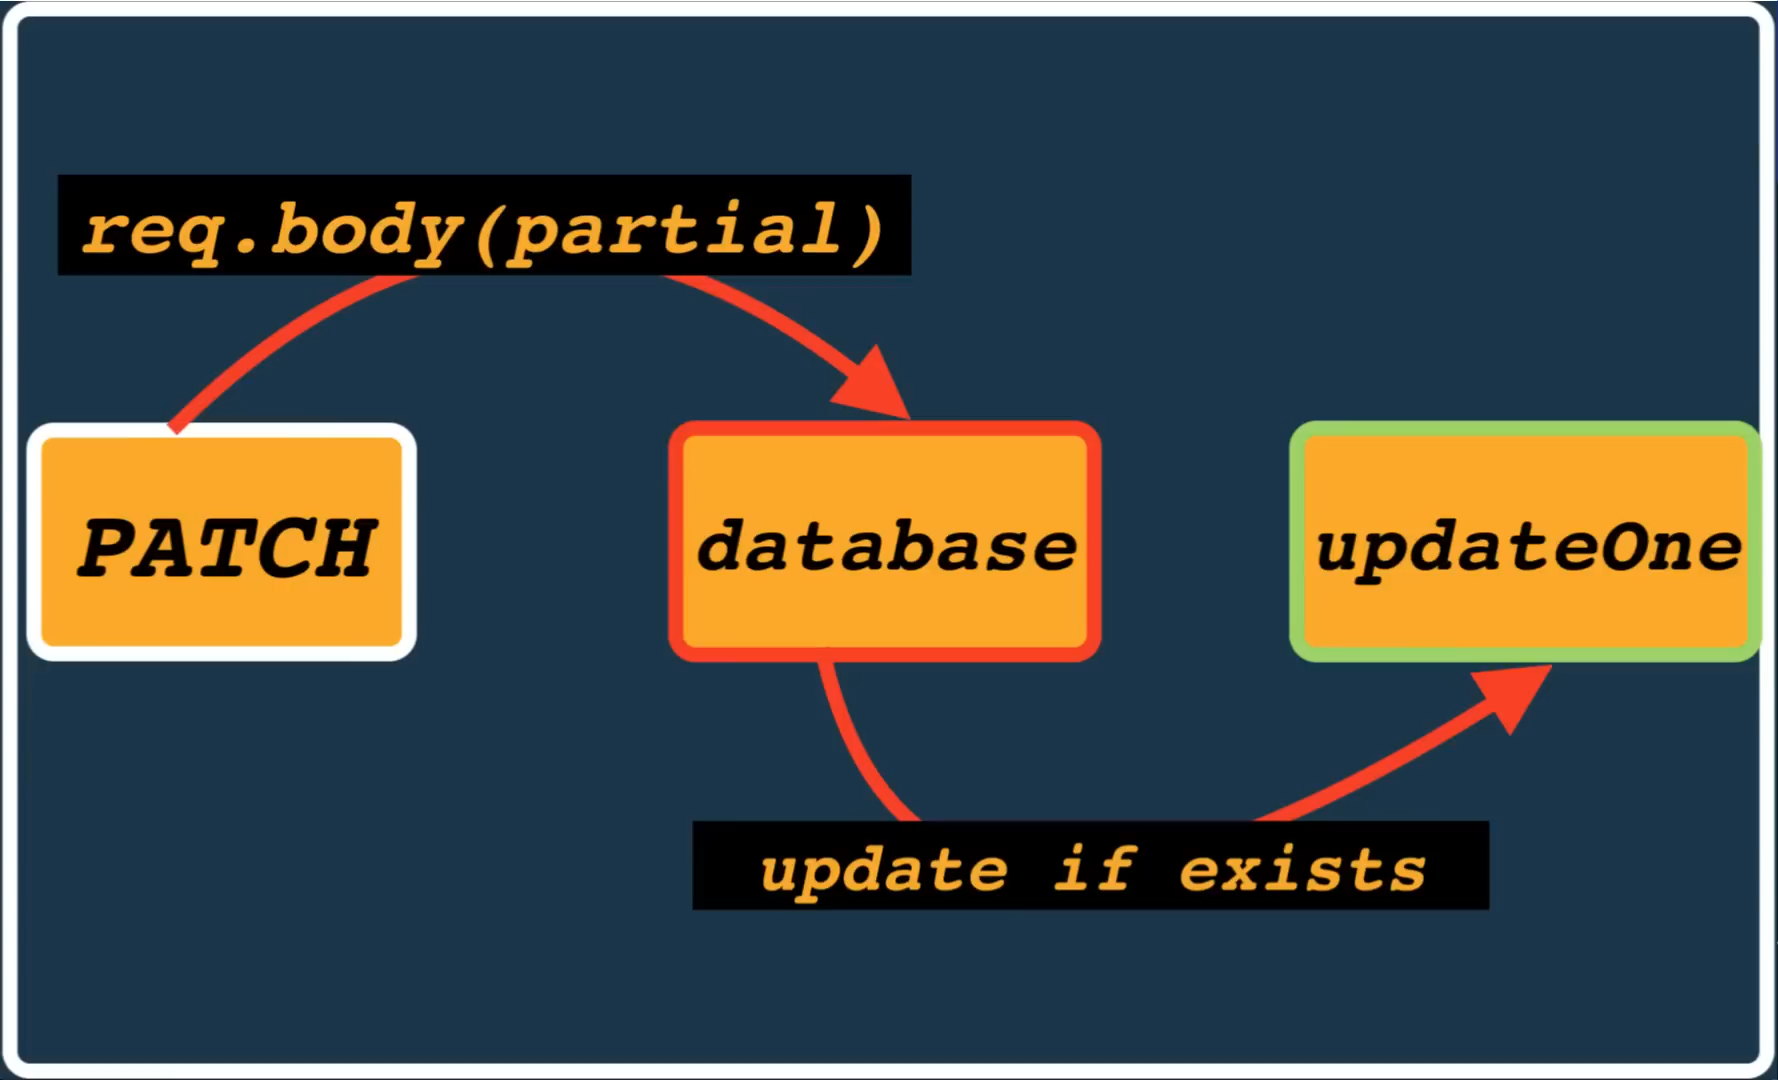 req.body(partial)
PATCH
database
updateOne
update if exists